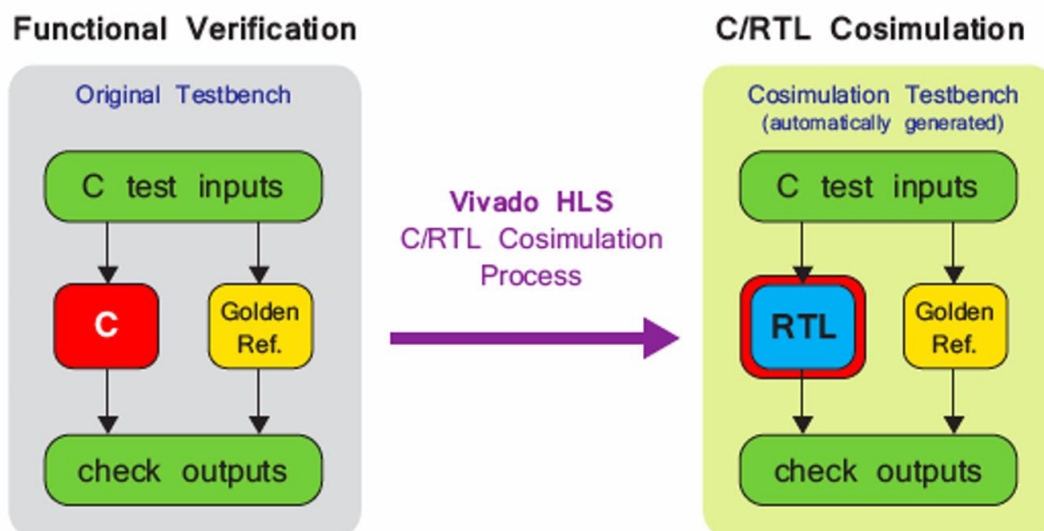 Functional Verification
Original Testbench
C test inputs
C
Golden
Ref.
check outputs
Vivado HLS
C/RTL Cosimulation
Process
C/RTL Cosimulation
Cosimulation Testbench
(automatically generated)
C test inputs
RTL
Golden
Ref.
check outputs